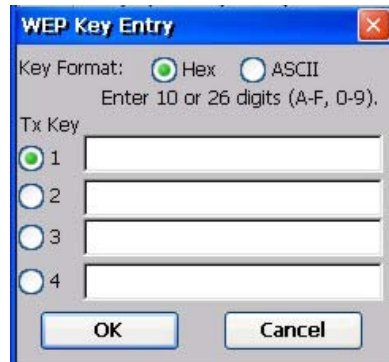 WEP Key Entry
Key Format: Hex ASCII
Enter 10 or 26 digits (A-F, 0-9).
Tx Key
1
2
3
4
OK Cancel